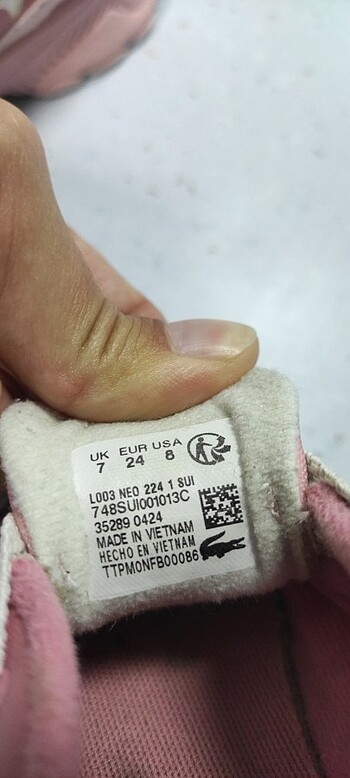 UK EUR USA
7 24 8
L003 NEO 224 1 SUI
748SUI001013C
35289 0424
MADE IN VIETNAM
HECHO EN VIETNAM
TTPMONFB00086